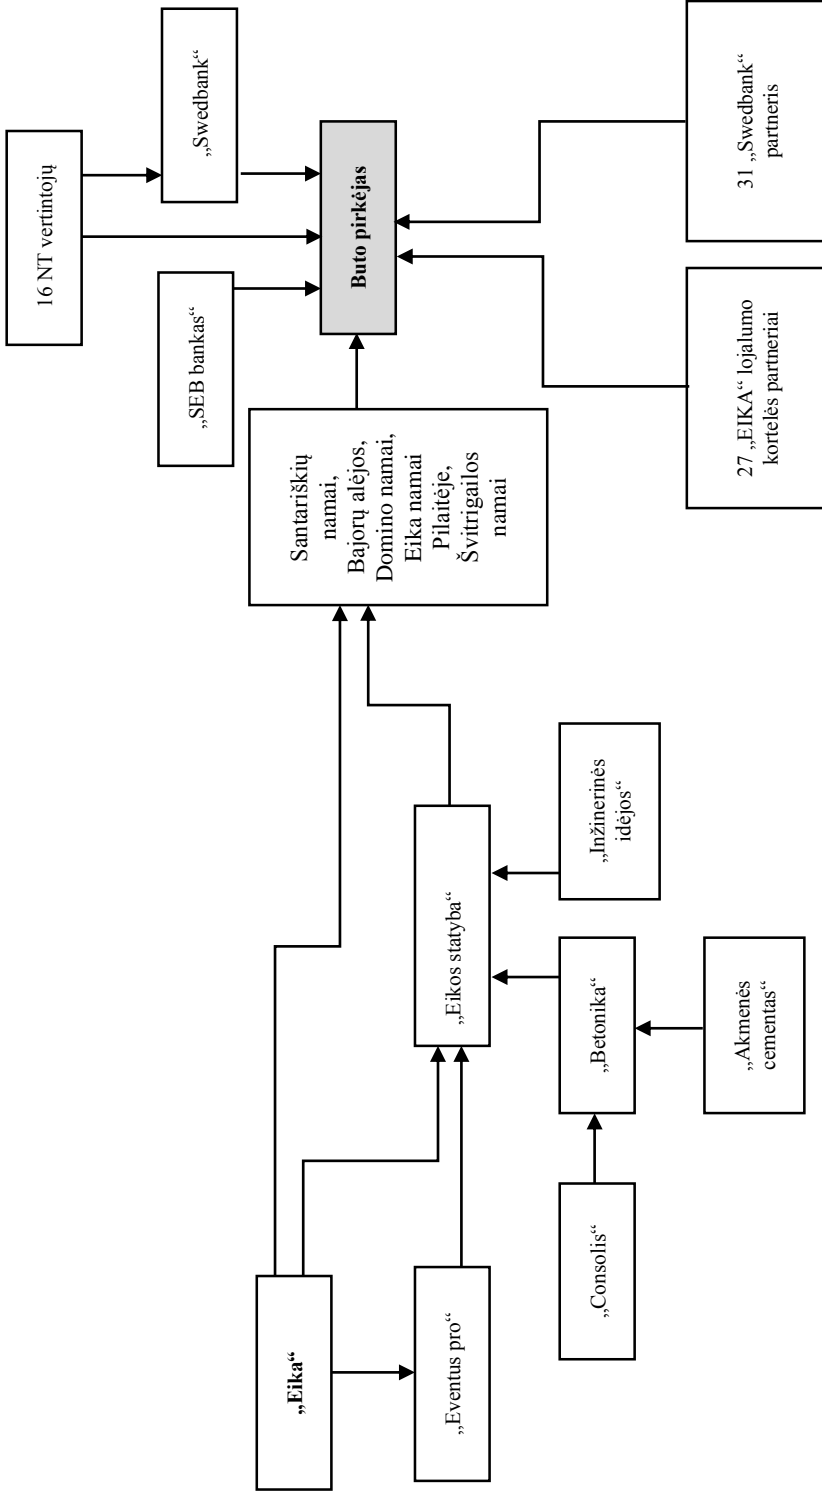 „Eika“
„Eventus pro“
„Consolis“
„Eikos statyba“
„Betonika“
„Akmenės
cementas“
„Inžinerinės
idėjos“
Santariškių
namai,
Bajorų alėjos,
Domino namai,
Eika namai
Pilaitėje,
Švitrigailos
namai
16 NT vertintojų
„SEB bankas“
„Swedbank“
Buto pirkėjas
27 „EIKA“ lojalumo
kortelės partneriai
31 „Swedbank“
partneris